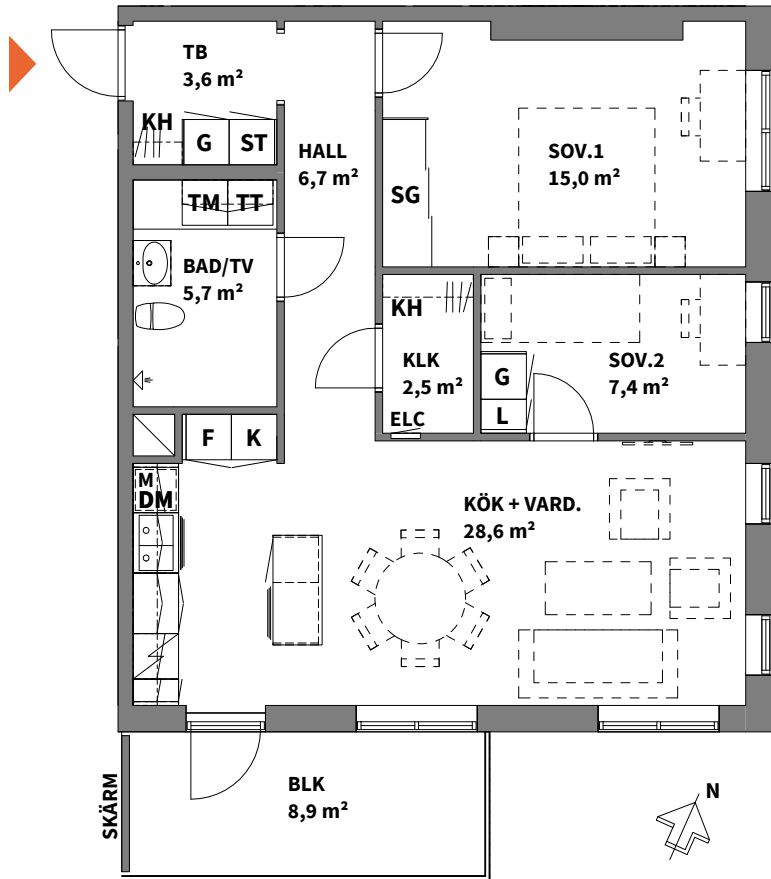 TB
3,6 m²
KH
G
ST
HALL
6,7 m²
SOV.1
15,0 m²
SG
TM
TT
BAD/TV
5,7 m²
KH
KLK
2,5 m²
ELC
G
L
SOV.2
7,4 m²
F
K
M
DM
KÖK + VARD.
28,6 m²
BLK
8,9 m²
SKÄRM
N